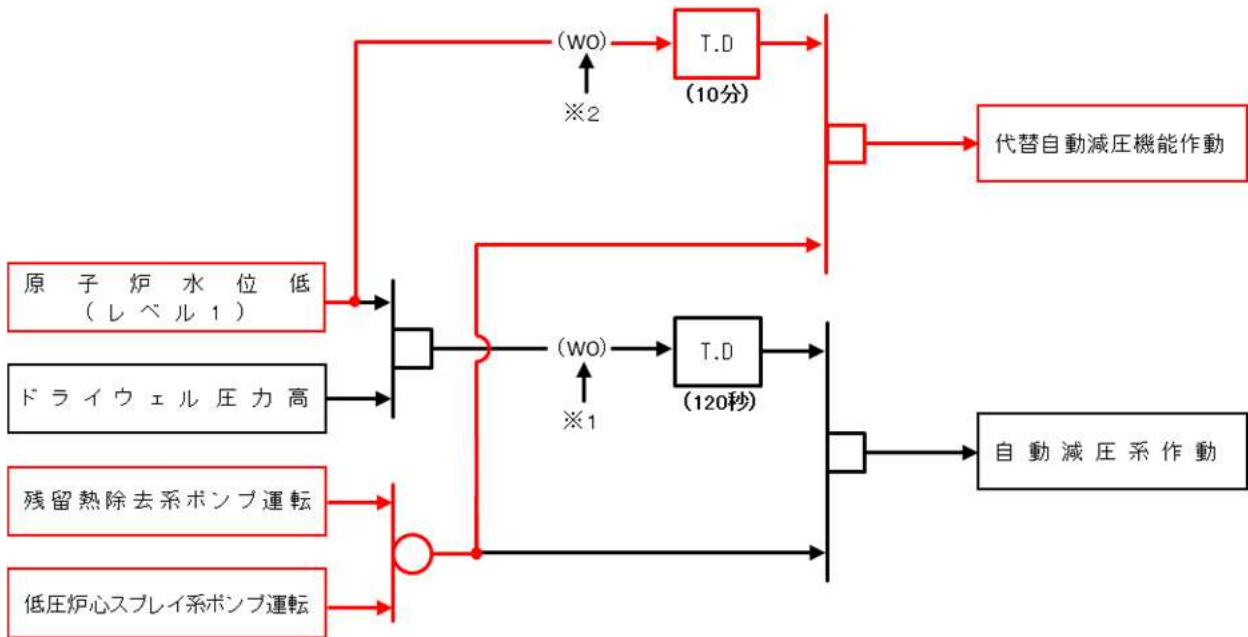 (WO)
T.D
(10分)
※2
代替自動減圧機能作動
原子炉水位低
(レベル1)
(WO)
T.D
(120秒)
※1
ドライウェル圧力高
自動減圧系作動
残留熱除去系ポンプ運転
低圧炉心スプレイ系ポンプ運転